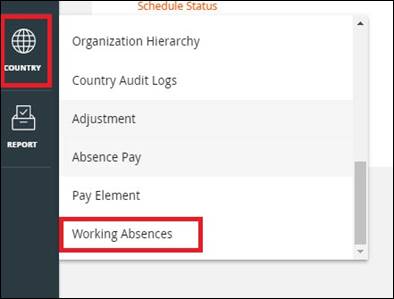 Schedule Status
COUNTRY
Organization Hierarchy
Country Audit Logs
Adjustment
REPORT
Absence Pay
Pay Element
Working Absences